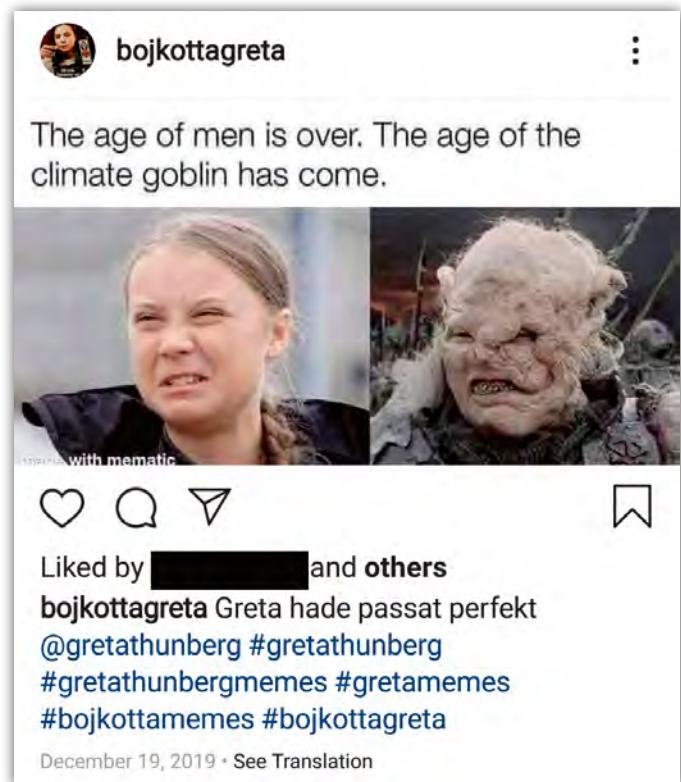 bojkottagreta
The age of men is over. The age of the
climate goblin has come.
made with mematic
Liked by and others
bojkottagreta Greta hade passat perfekt
@gretathunberg #gretathunberg
#gretathunbergmemes #gretamemes
#bojkottamemes #bojkottagreta
December 19, 2019 • See Translation